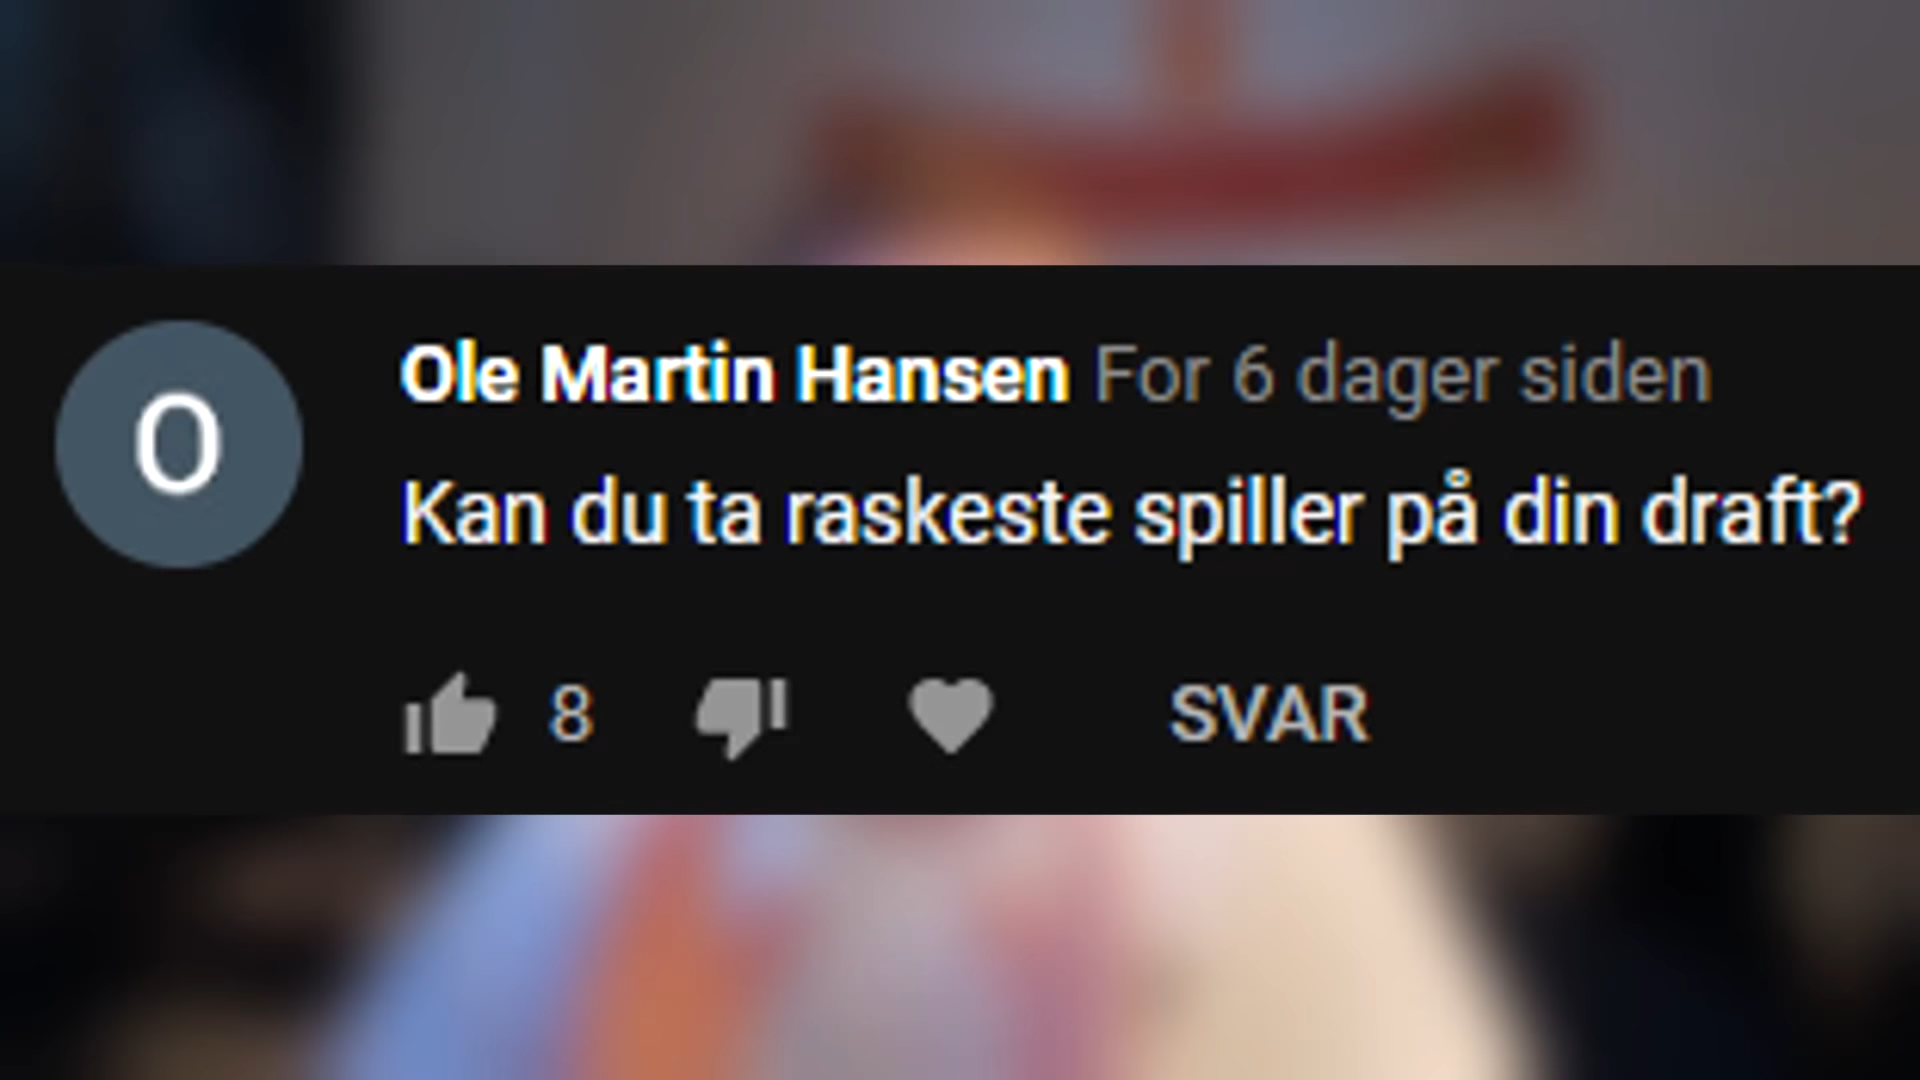 O
Ole Martin Hansen For 6 dager siden
Kan du ta raskeste spiller på din draft?
8 SVAR